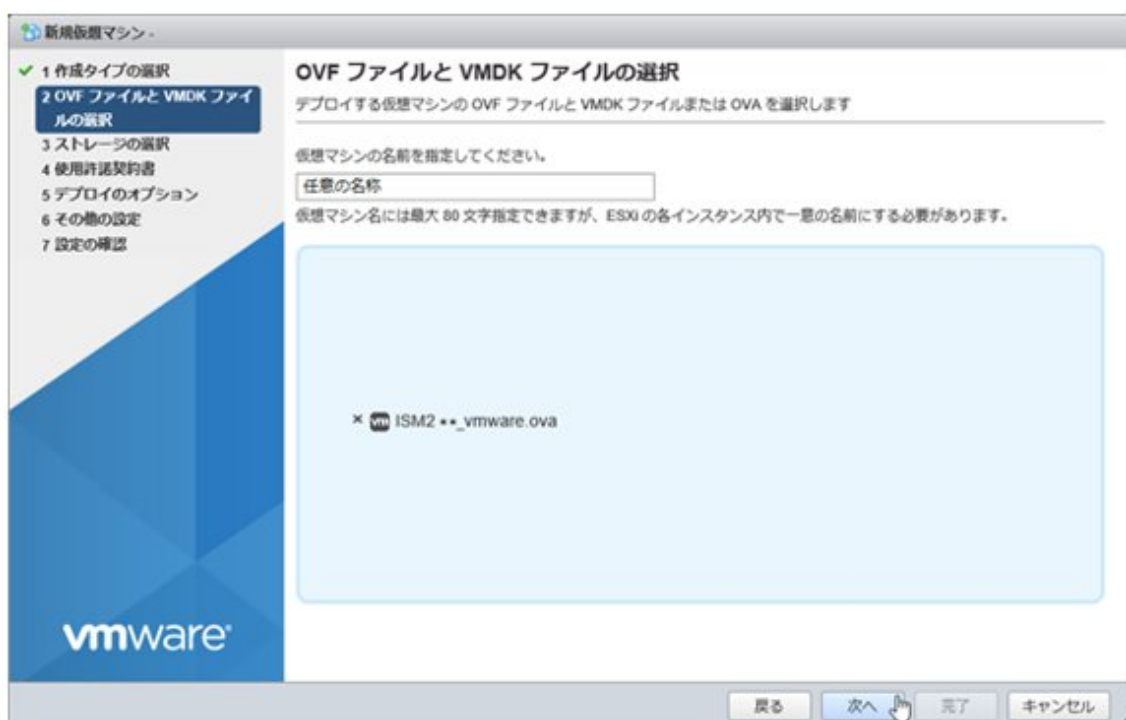 新規仮想マシン -
1 作成タイプの選択
2 OVF ファイルと VMDK ファイ
ルの選択
3 ストレージの選択
4 使用許諾契約書
5 デプロイのオプション
6 その他の設定
7 設定の確認
vmware
OVF ファイルと VMDK ファイルの選択
デプロイする仮想マシンの OVF ファイルと VMDK ファイルまたは OVA を選択します
仮想マシンの名前を指定してください。
任意の名称
仮想マシン名には最大 80 文字指定できますが、ESXi の各インスタンス内で一意の名前にする必要があります。
× vm ISM2 **_vmware.ova
戻る 次へ 完了 キャンセル